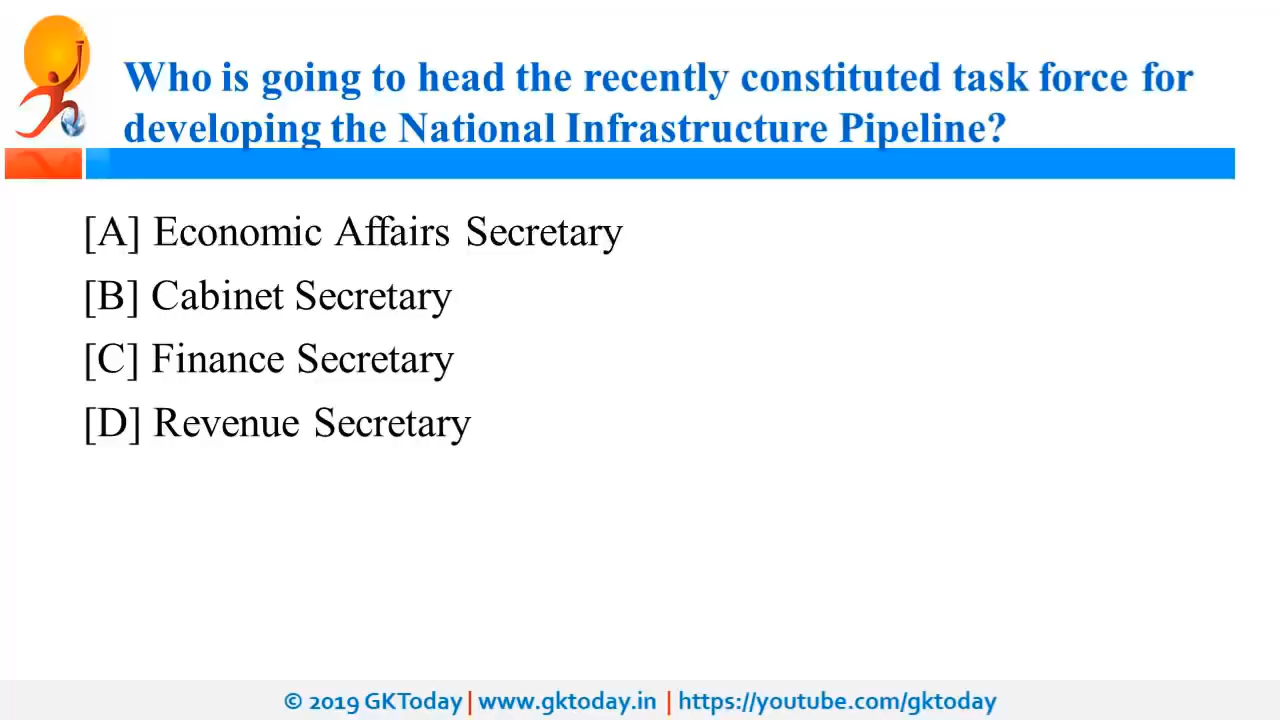 Who is going to head the recently constituted task force for
developing the National Infrastructure Pipeline?
[A] Economic Affairs Secretary
[B] Cabinet Secretary
[C] Finance Secretary
[D] Revenue Secretary
© 2019 GKToday | www.gktoday.in | https://youtube.com/gktoday